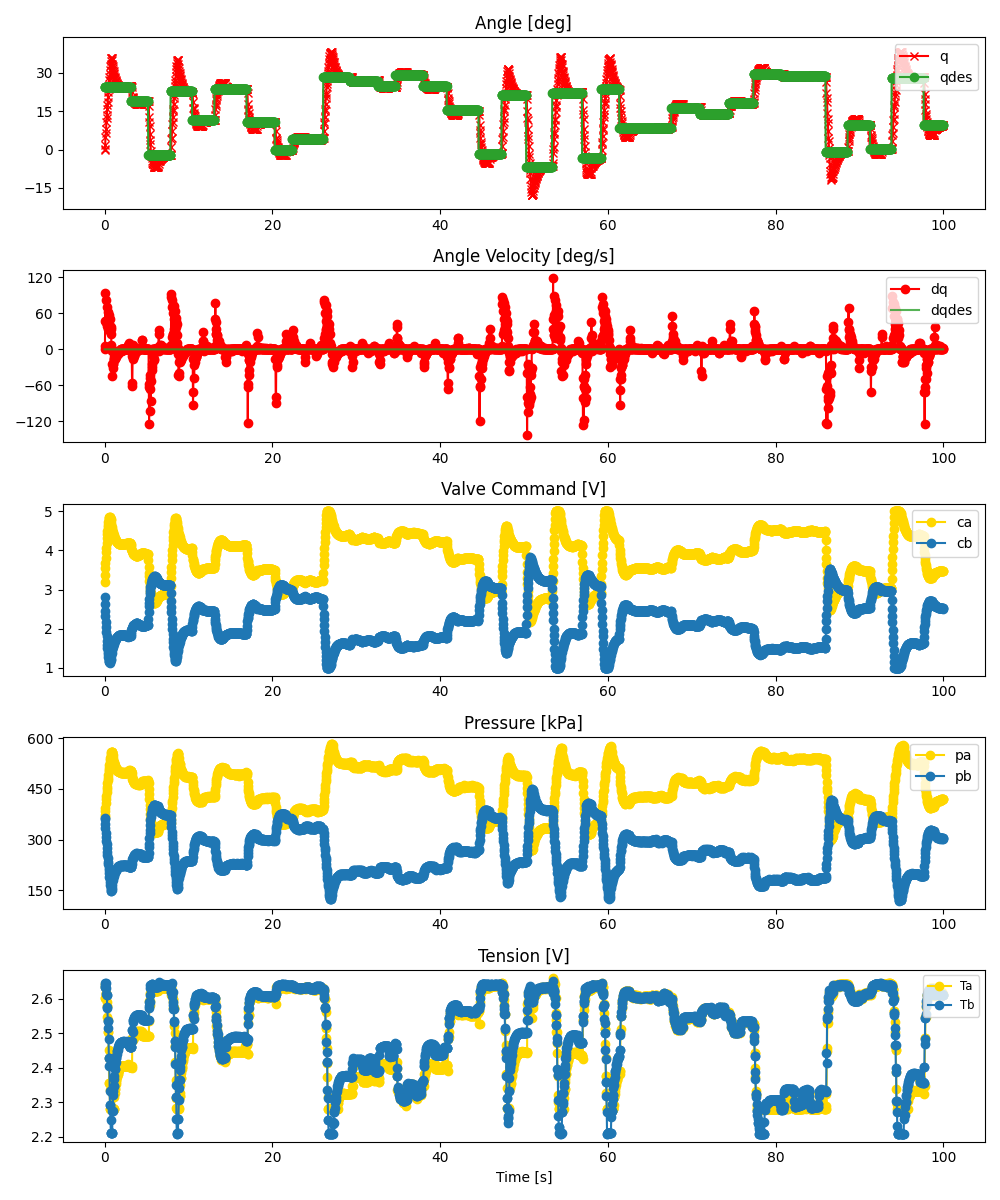 Angle [deg]
30
15
0
−15
q
qdes
0 20 40 60 80 100
Angle Velocity [deg/s]
120
60
0
−60
−120
dq
dqdes
0 20 40 60 80 100
Valve Command [V]
5
4
3
2
1
ca
cb
0 20 40 60 80 100
Pressure [kPa]
600
450
300
150
pa
pb
0 20 40 60 80 100
Tension [V]
2.6
2.5
2.4
2.3
2.2
Ta
Tb
0 20 40 60 80 100
Time [s]